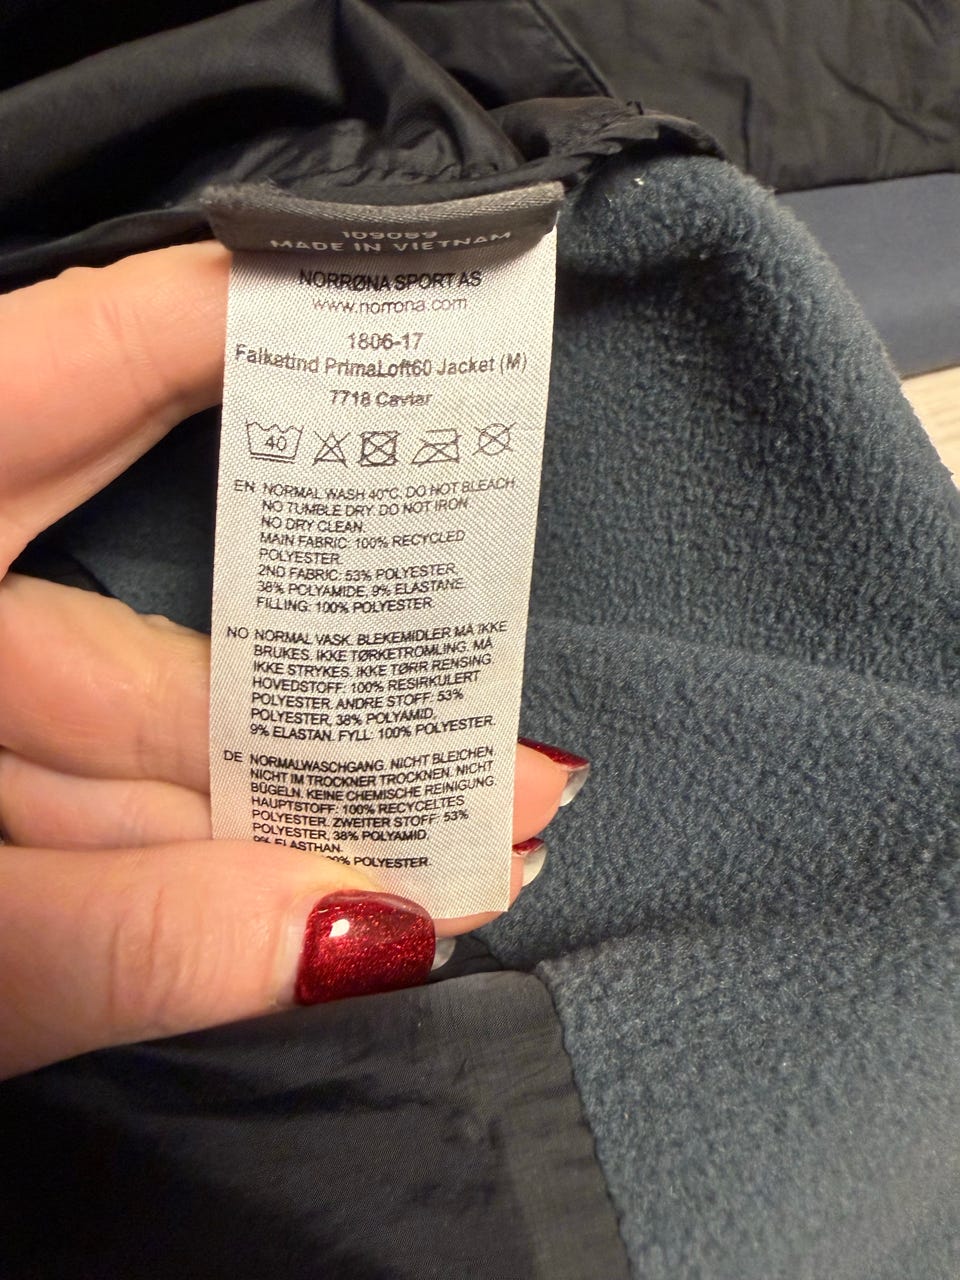 109089
MADE IN VIETNAM
NORRØNA SPORT AS
www.norrona.com
1806-17
Falketind PrimaLoft60 Jacket (M)
7718 Caviar
40
EN NORMAL WASH 40°C. DO NOT BLEACH.
NO TUMBLE DRY. DO NOT IRON.
NO DRY CLEAN.
MAIN FABRIC: 100% RECYCLED
POLYESTER.
2ND FABRIC: 53% POLYESTER,
38% POLYAMIDE, 9% ELASTANE.
FILLING: 100% POLYESTER.
NO NORMAL VASK. BLEKEMIDLER MÅ IKKE
BRUKES. IKKE TØRKETROMLING. MÅ
IKKE STRYKES. IKKE TØRR RENSING.
HOVEDSTOFF: 100% RESIRKULERT
POLYESTER. ANDRE STOFF: 53%
POLYESTER, 38% POLYAMID,
9% ELASTAN. FYLL: 100% POLYESTER.
DE NORMALWASCHGANG. NICHT BLEICHEN.
NICHT IM TROCKNER TROCKNEN. NICHT
BÜGELN. KEINE CHEMISCHE REINIGUNG.
HAUPTSTOFF: 100% RECYCELTES
POLYESTER. ZWEITER STOFF: 53%
POLYESTER, 38% POLYAMID,
9% ELASTHAN.
POLYESTER.